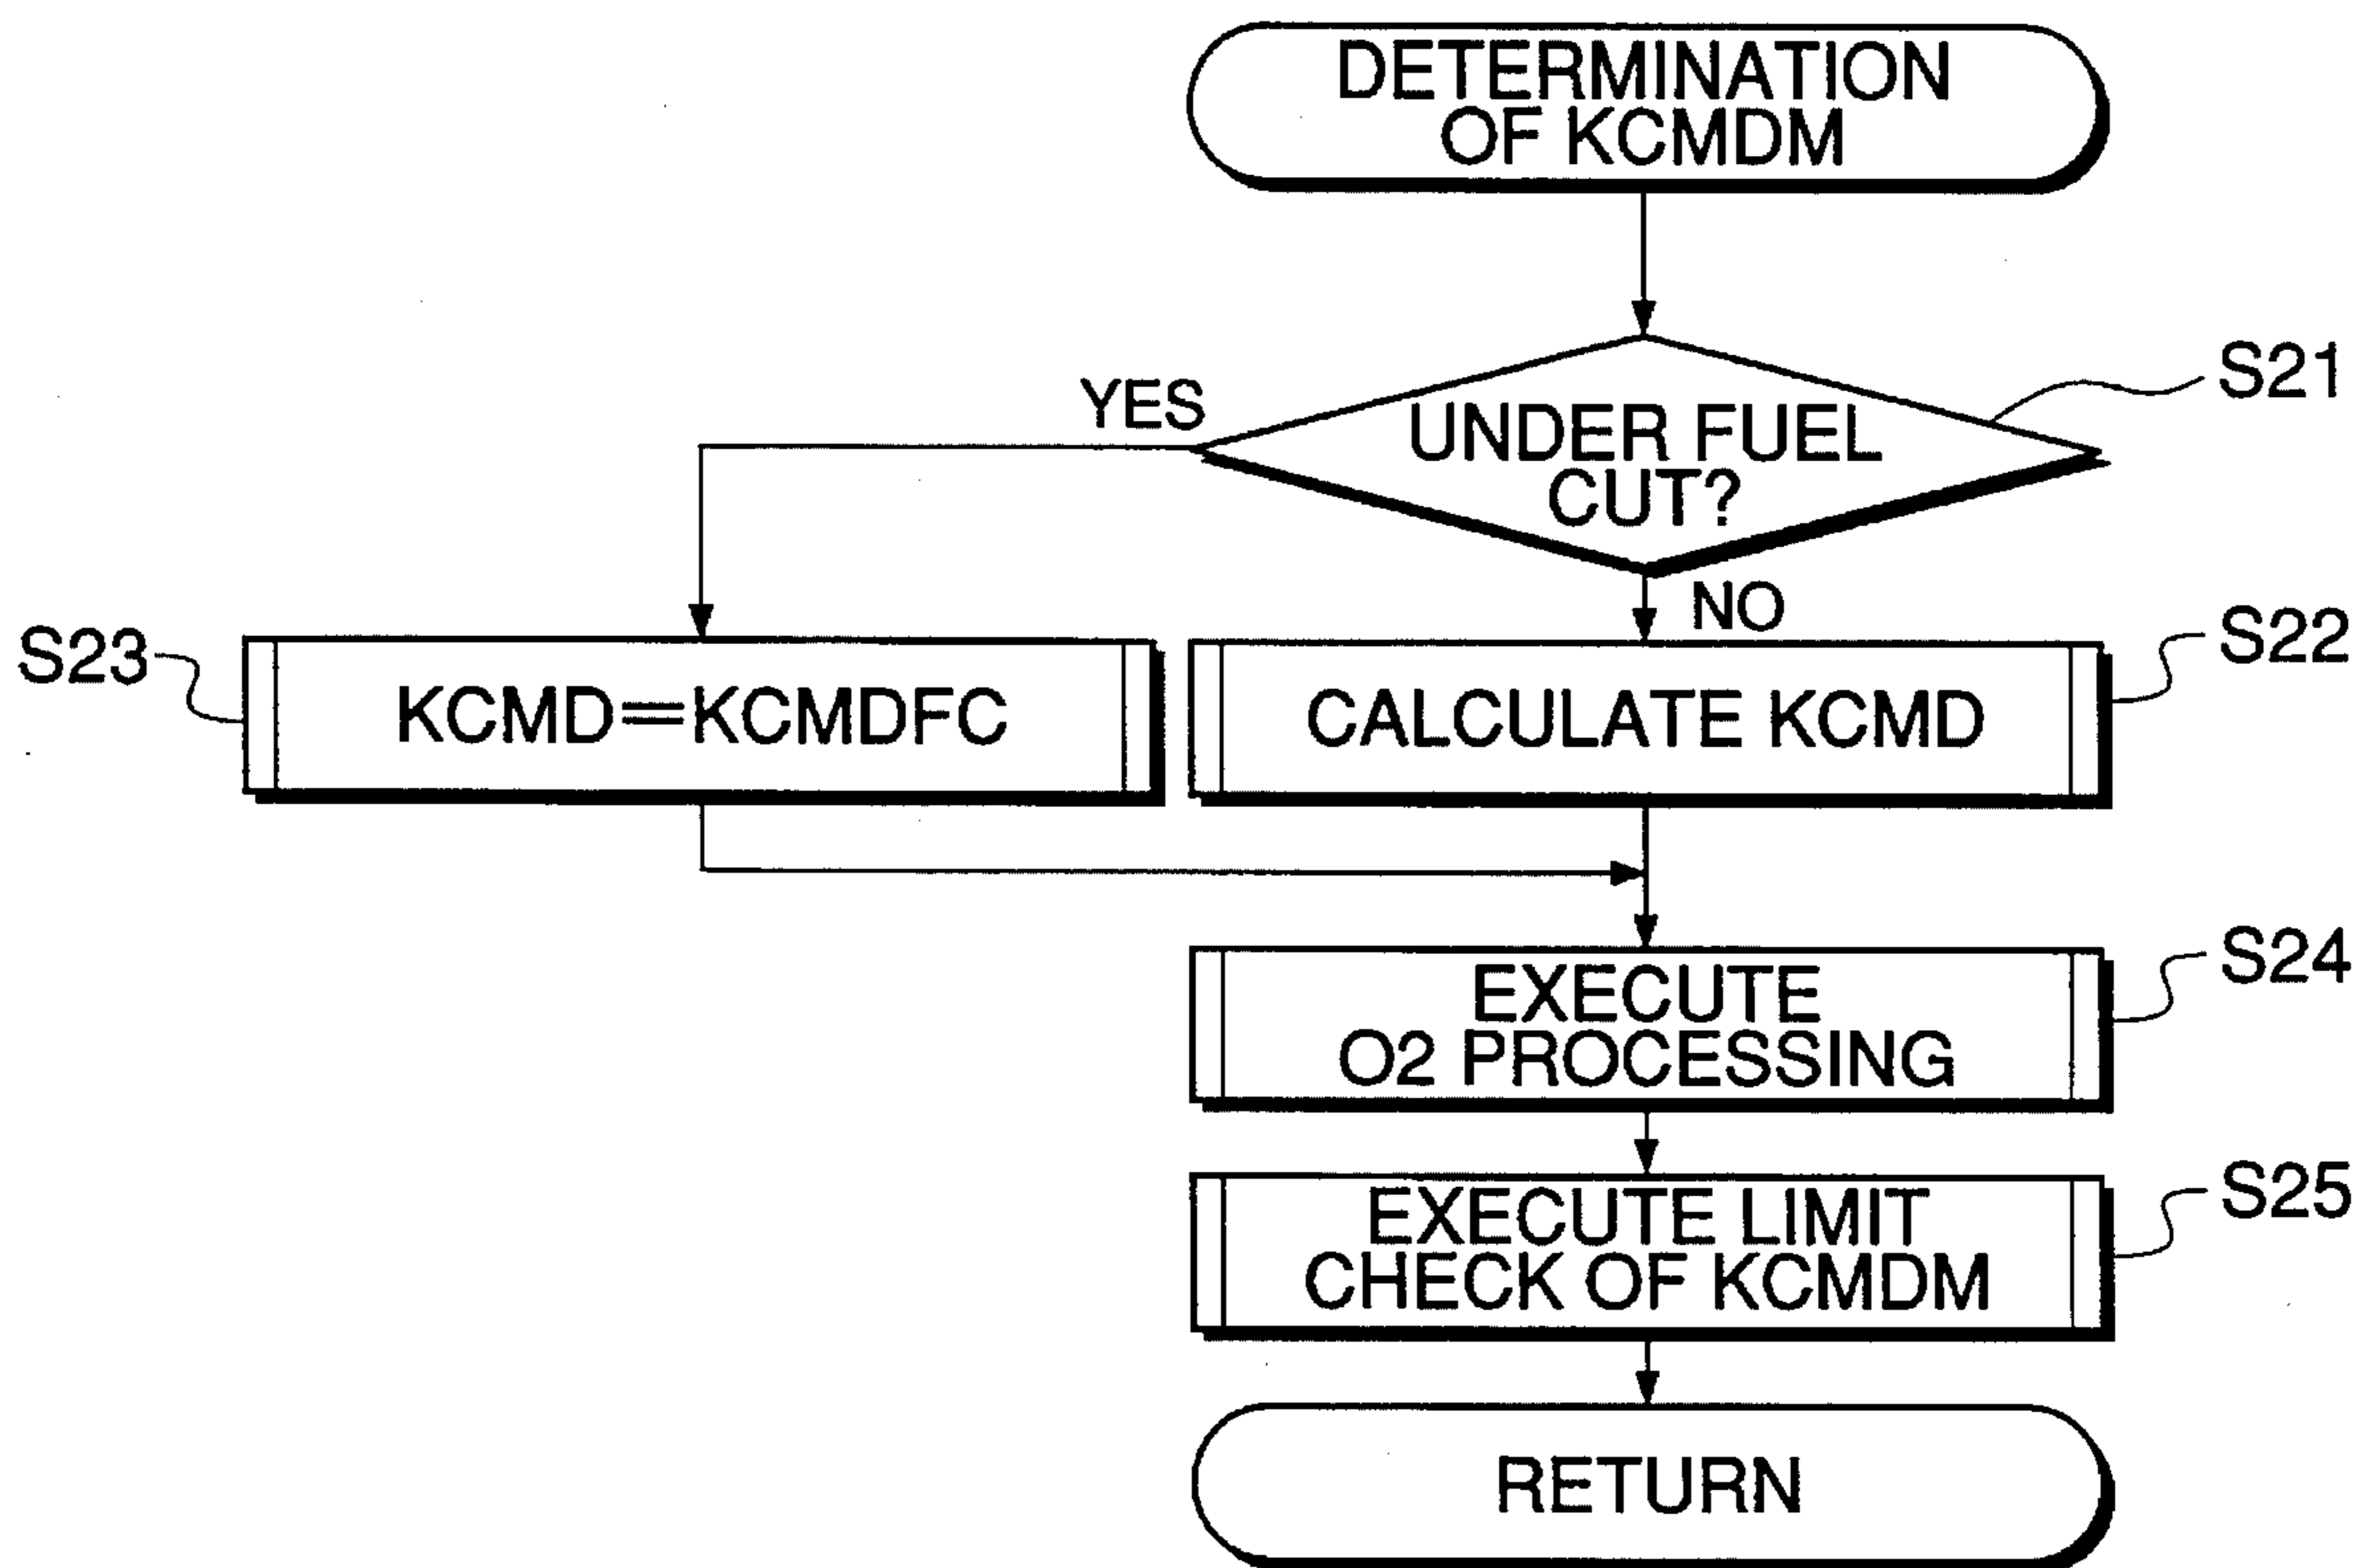 DETERMINATION
OF KCMDM
S21
YES
UNDER FUEL
CUT?
NO
S23
KCMD=KCMDFC
S22
CALCULATE KCMD
S24
EXECUTE
O2 PROCESSING
S25
EXECUTE LIMIT
CHECK OF KCMDM
RETURN